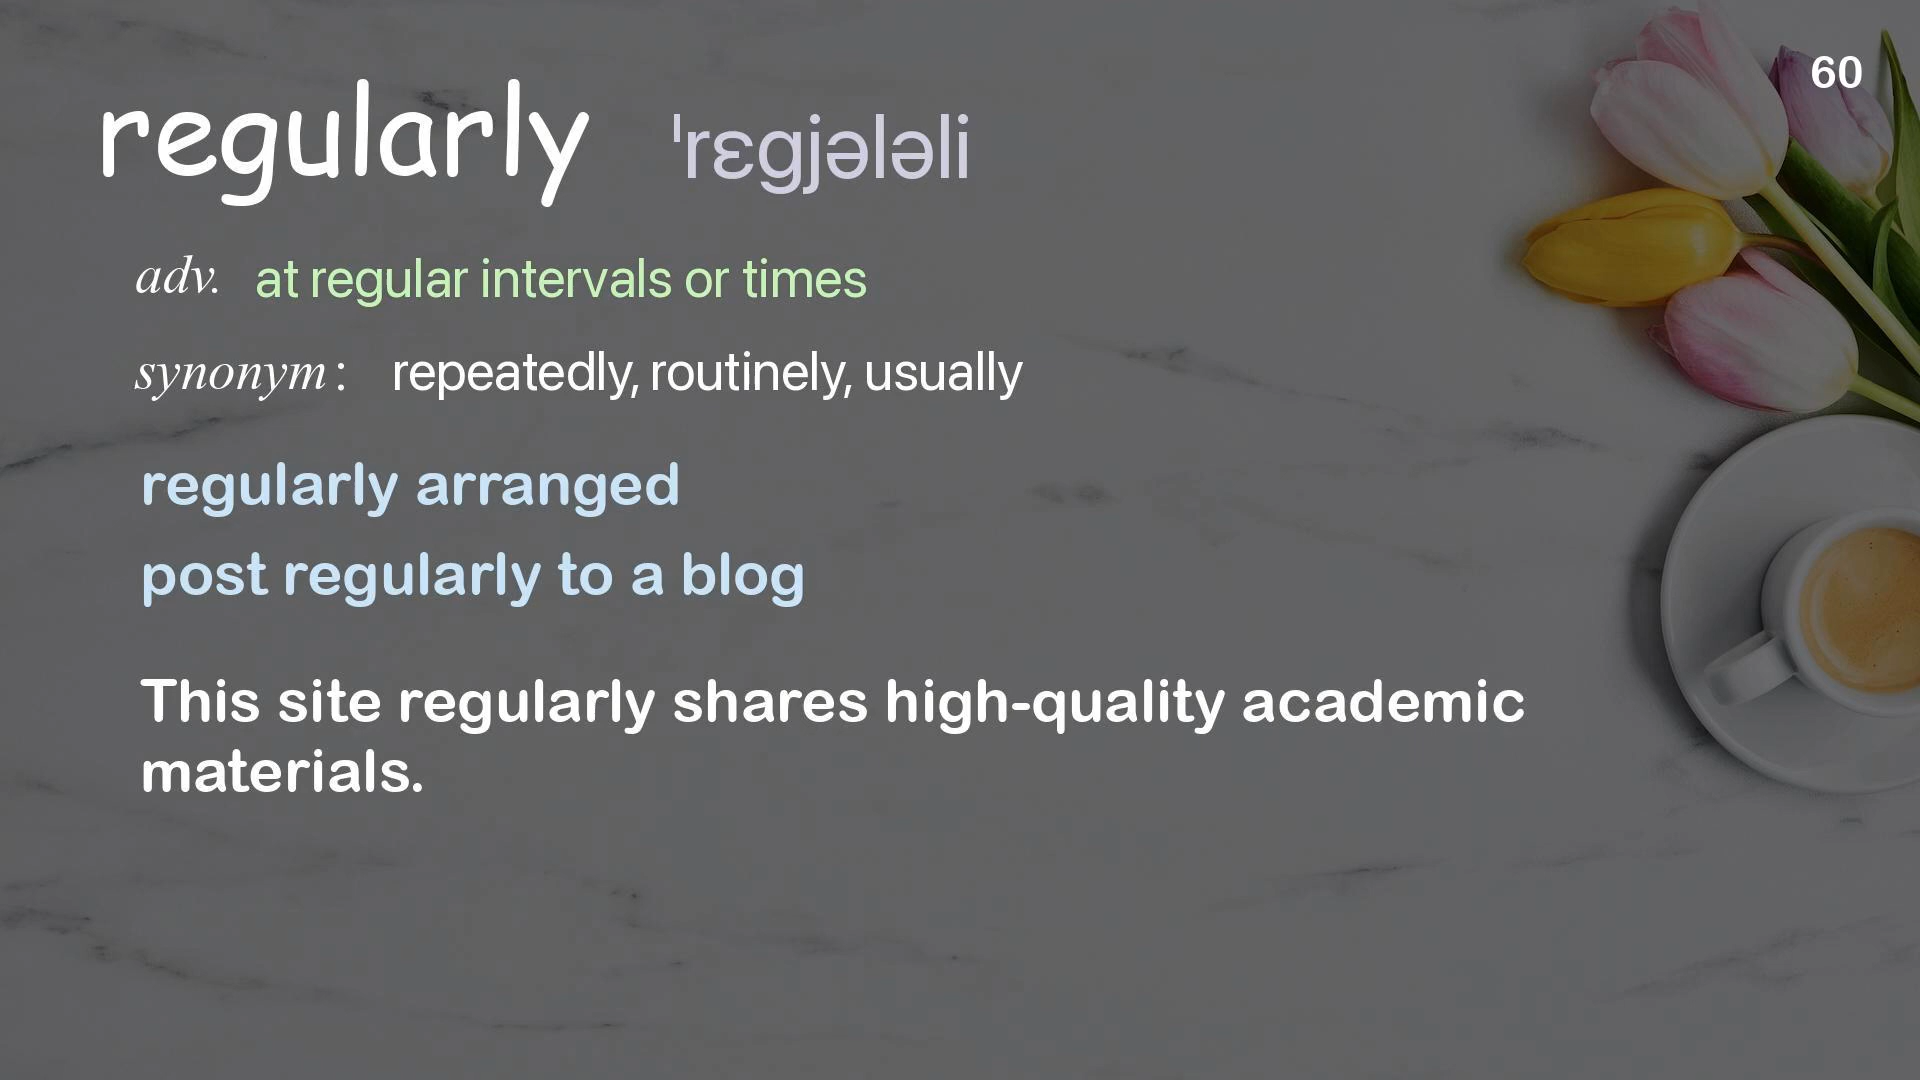 60
regularly ˈrɛgjələli
adv. at regular intervals or times
synonym : repeatedly, routinely, usually
regularly arranged
post regularly to a blog
This site regularly shares high-quality academic
materials.